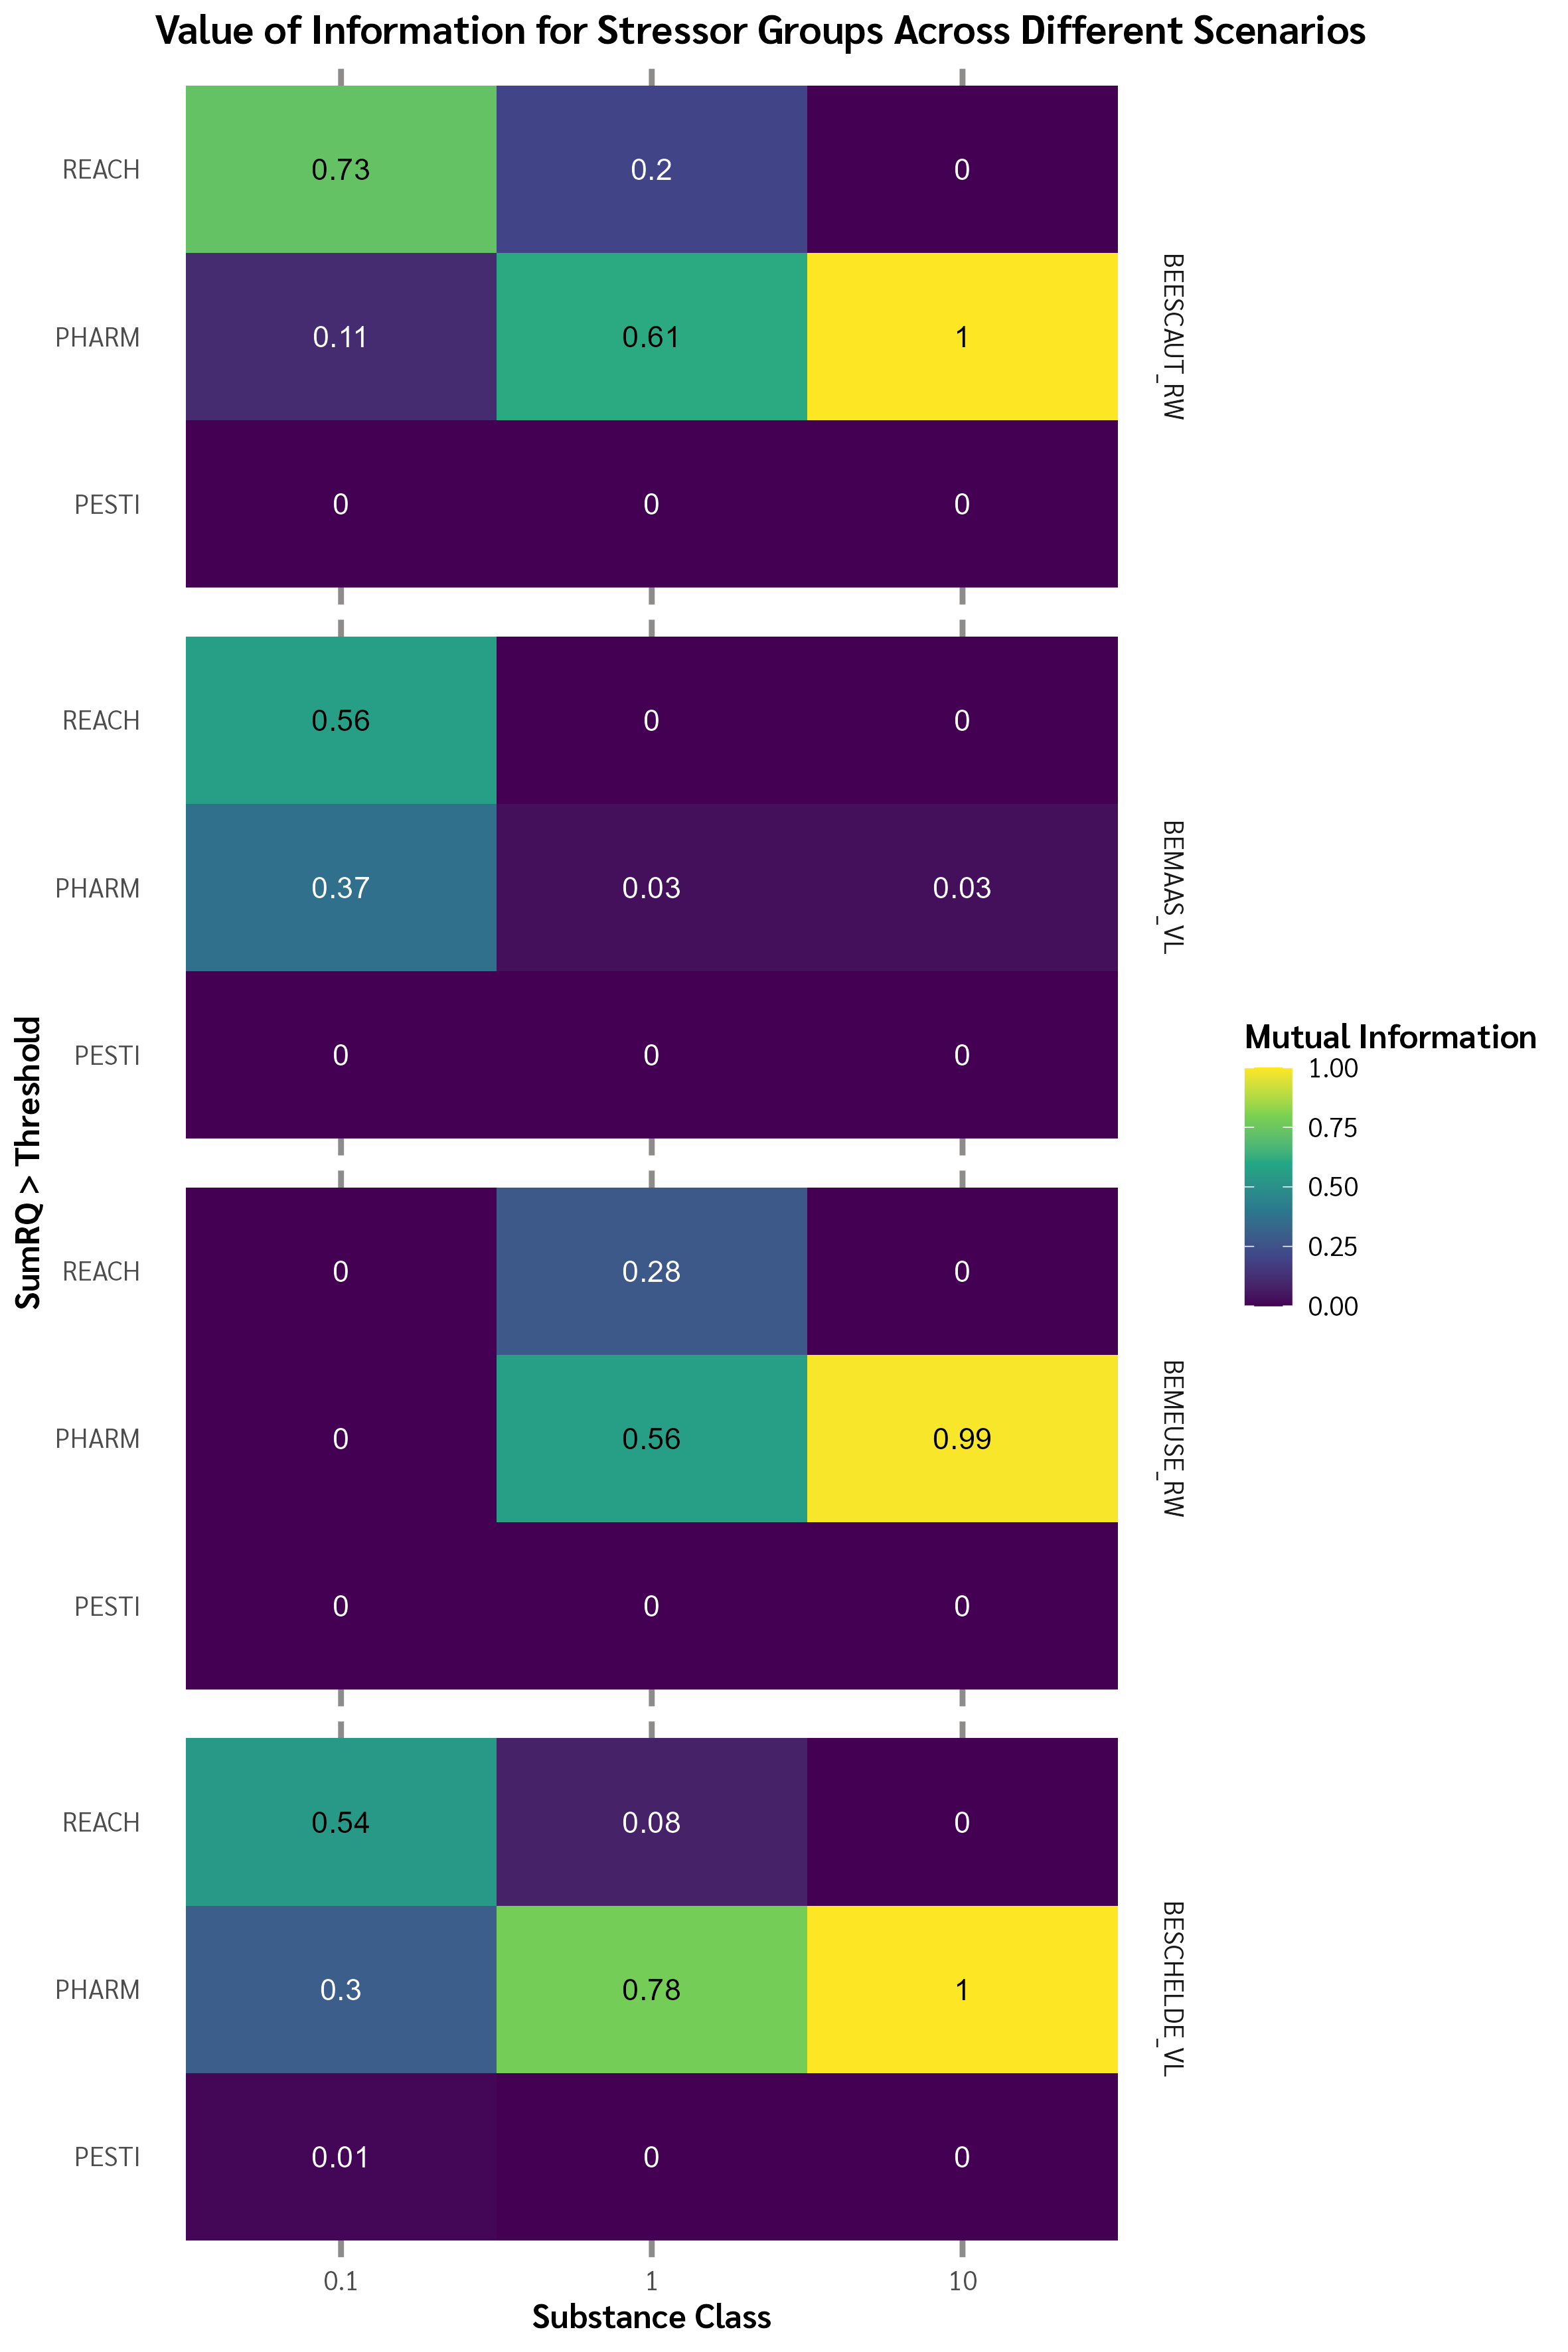 Value of Information for Stressor Groups Across Different Scenarios
REACH 0.73 0.2 0
PHARM 0.11 0.61 1
PESTI 0 0 0
BEESCAUT_RW
REACH 0.56 0 0
PHARM 0.37 0.03 0.03
PESTI 0 0 0
BEMAAS_VL
REACH 0 0.28 0
PHARM 0 0.56 0.99
PESTI 0 0 0
BEMEUSE_RW
REACH 0.54 0.08 0
PHARM 0.3 0.78 1
PESTI 0.01 0 0
BESCHELDE_VL
0.1 1 10
Substance Class
SumRQ > Threshold
Mutual Information
1.00
0.75
0.50
0.25
0.00